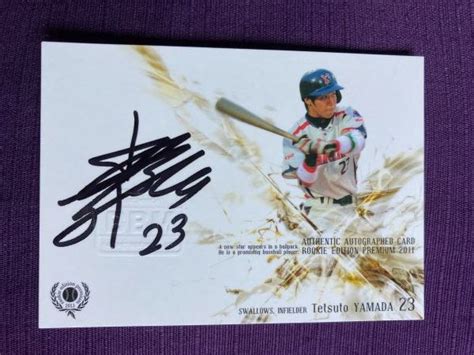 23
A new star appears in a ballpark.
He is a promising baseball player.
AUTHENTIC AUTOGRAPHED CARD
ROOKIE EDITION PREMIUM 2011
SWALLOWS, INFIELDER Tetsuto YAMADA 23